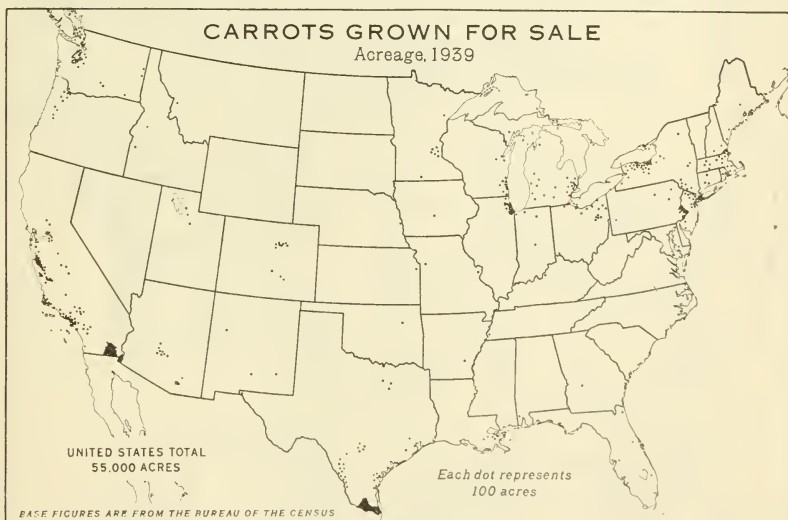 CARROTS GROWN FOR SALE
Acreage, 1939
UNITED STATES TOTAL
55,000 ACRES
Each dot represents
100 acres
BASE FIGURES ARE FROM THE BUREAU OF THE CENSUS